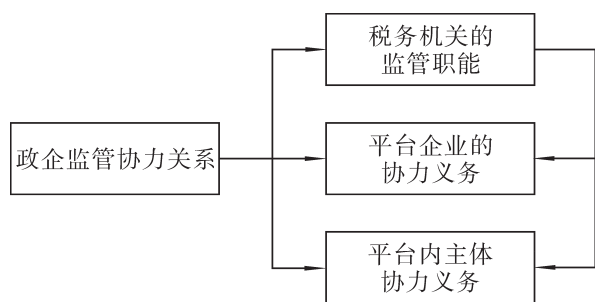 税务机关的
监管职能
政企监管协力关系
平台企业的
协力义务
平台内主体
协力义务